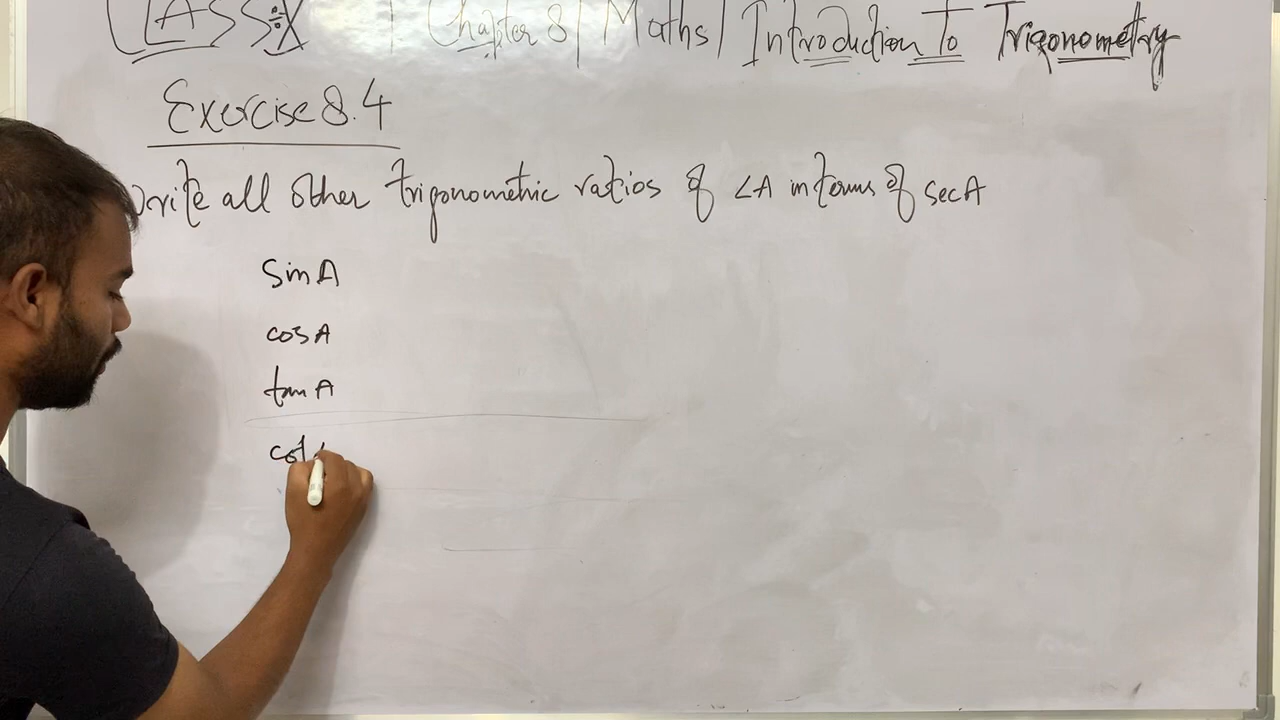 CLASS:X | Chapter 8 | Maths | Introduction To Trigonometry
Exercise 8.4
Write all other trigonometric ratios of ∠A in terms of secA
Sin A
cos A
tan A
cot